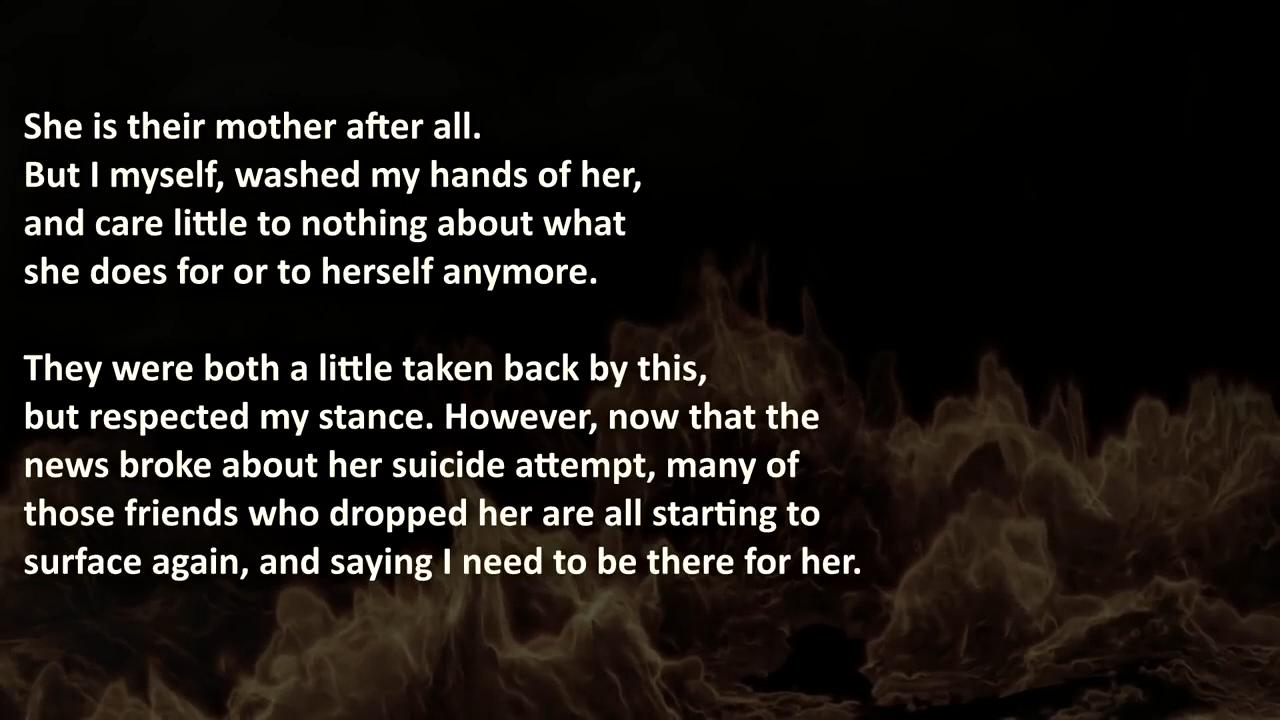 She is their mother after all.
But I myself, washed my hands of her,
and care little to nothing about what
she does for or to herself anymore.
They were both a little taken back by this,
but respected my stance. However, now that the
news broke about her suicide attempt, many of
those friends who dropped her are all starting to
surface again, and saying I need to be there for her.